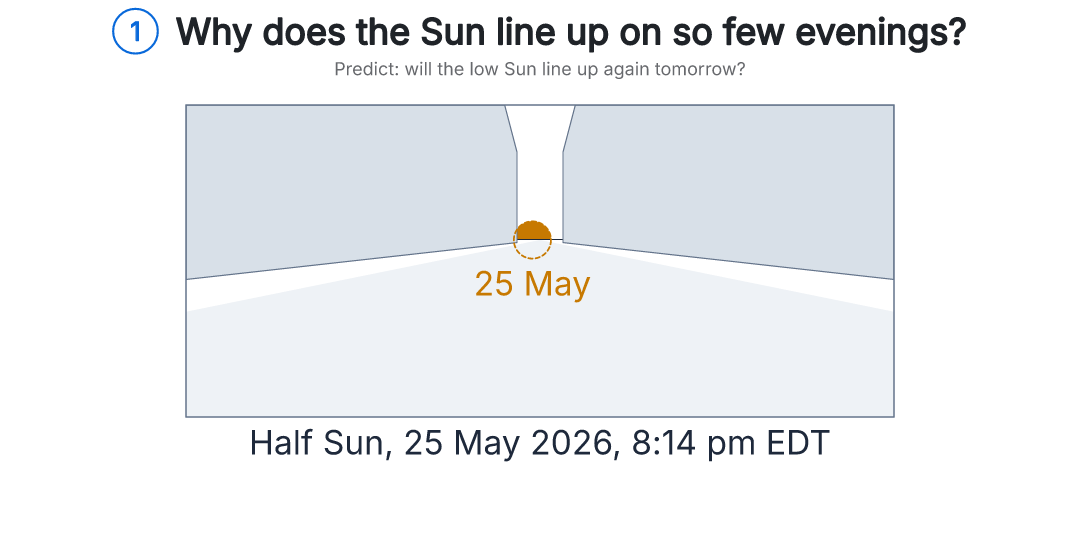 1 Why does the Sun line up on so few evenings?
Predict: will the low Sun line up again tomorrow?
25 May
Half Sun, 25 May 2026, 8:14 pm EDT